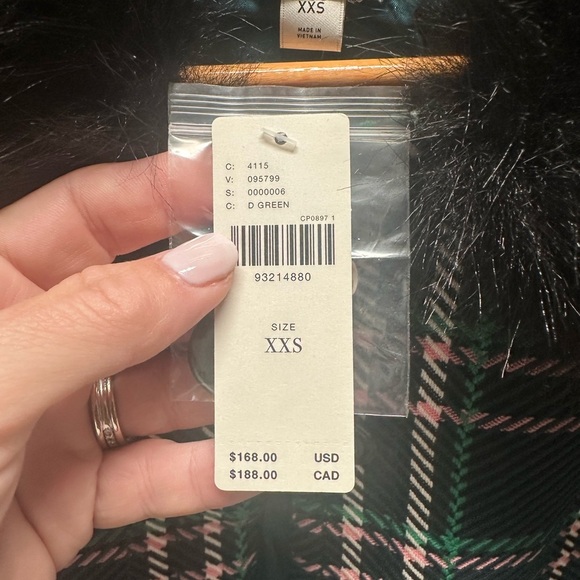 XXS
MADE IN
VIETNAM
C: 4115
V: 095799
S: 0000006
C: D GREEN
CP0897 1
93214880
SIZE
XXS
$168.00 USD
$188.00 CAD